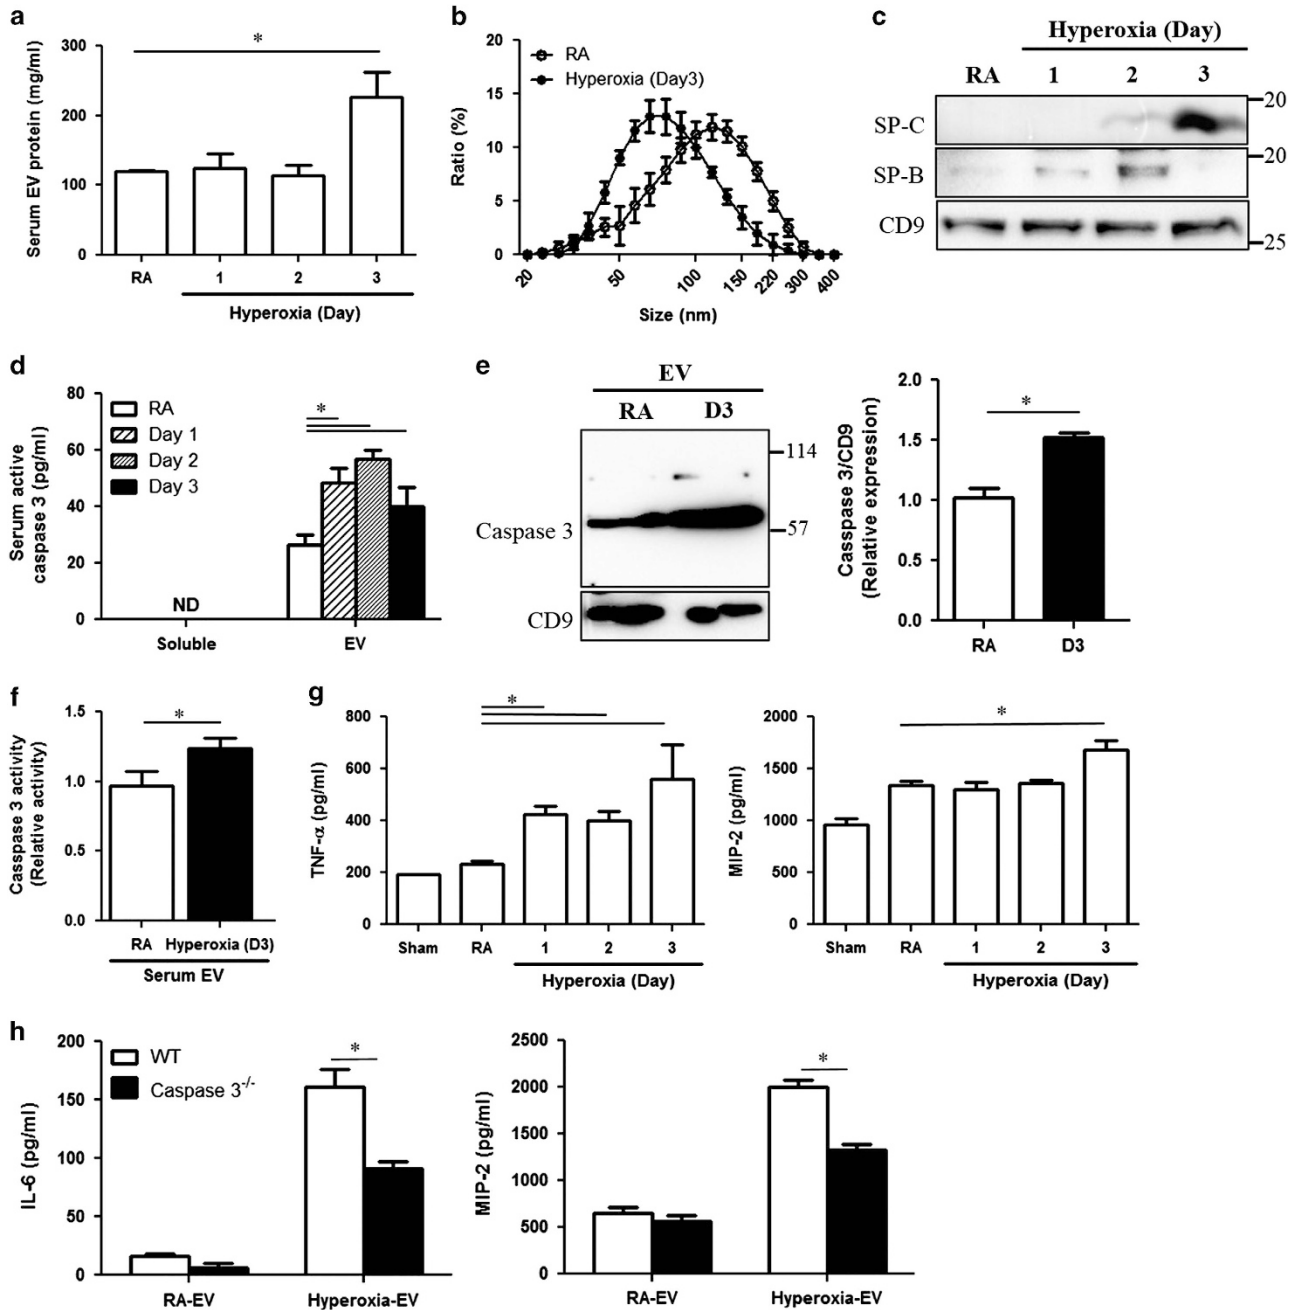 a
*
Serum EV protein (mg/ml)
300
200
100
0
RA
1
2
3
Hyperoxia (Day)
b
RA
Hyperoxia (Day3)
Ratio (%)
20
15
10
5
0
20
50
100
150
220
300
400
Size (nm)
c
Hyperoxia (Day)
RA
1
2
3
SP-C
20
SP-B
20
CD9
25
d
RA
Day 1
Day 2
Day 3
*
Serum active
caspase 3 (pg/ml)
80
60
40
20
0
ND
Soluble
EV
e
EV
RA
D3
114
Caspase 3
57
CD9
Casspase 3/CD9
(Relative expression)
2.0
1.5
1.0
0.5
0.0
*
RA
D3
f
Casspase 3 activity
(Relative activity)
1.5
1.0
0.5
0.0
*
RA
Hyperoxia (D3)
Serum EV
g
TNF-α (pg/ml)
800
600
400
200
0
*
Sham
RA
1
2
3
Hyperoxia (Day)
MIP-2 (pg/ml)
2000
1500
1000
500
0
*
Sham
RA
1
2
3
Hyperoxia (Day)
h
WT
Caspase 3-/-
IL-6 (pg/ml)
200
150
100
50
0
*
RA-EV
Hyperoxia-EV
MIP-2 (pg/ml)
2500
2000
1500
1000
500
0
*
RA-EV
Hyperoxia-EV